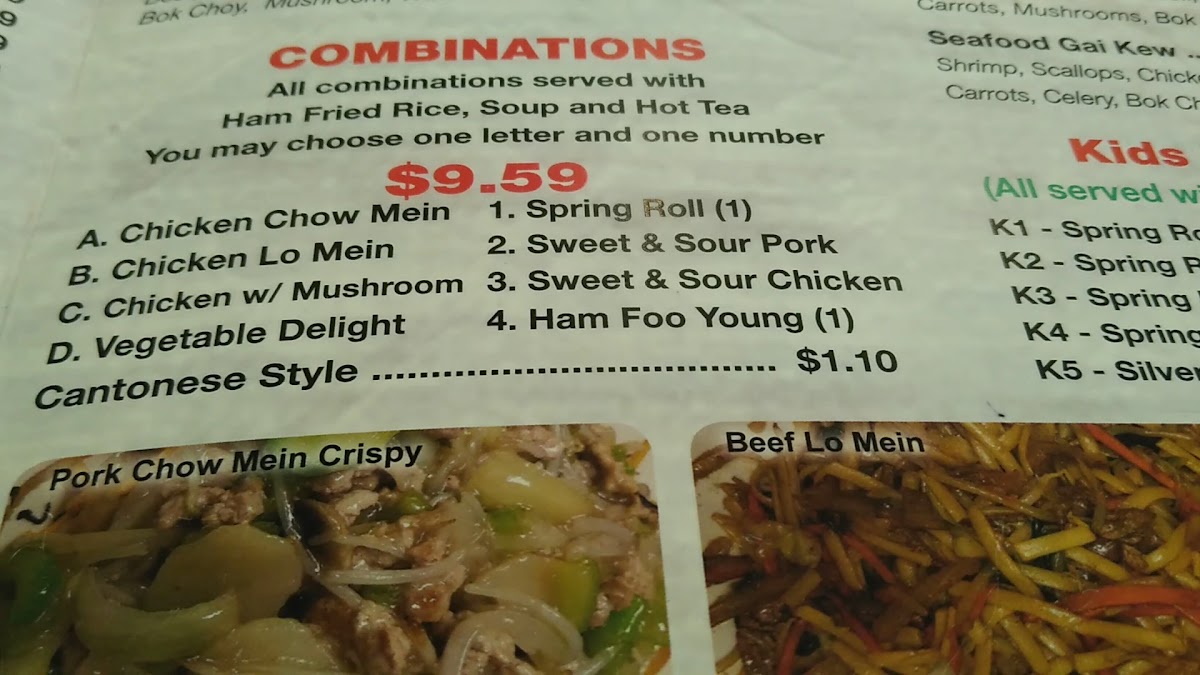 Bok Choy, Mushroom,
COMBINATIONS
All combinations served with
Ham Fried Rice, Soup and Hot Tea
You may choose one letter and one number
$9.59
A. Chicken Chow Mein 1. Spring Roll (1)
B. Chicken Lo Mein 2. Sweet & Sour Pork
C. Chicken w/ Mushroom 3. Sweet & Sour Chicken
D. Vegetable Delight 4. Ham Foo Young (1)
Cantonese Style .................................. $1.10
Pork Chow Mein Crispy
Beef Lo Mein
Carrots, Mushrooms, Bok
Seafood Gai Kew ..
Shrimp, Scallops, Chick
Carrots, Celery, Bok Ch
Kids
(All served w
K1 - Spring Ro
K2 - Spring R
K3 - Spring
K4 - Spring
K5 - Silver